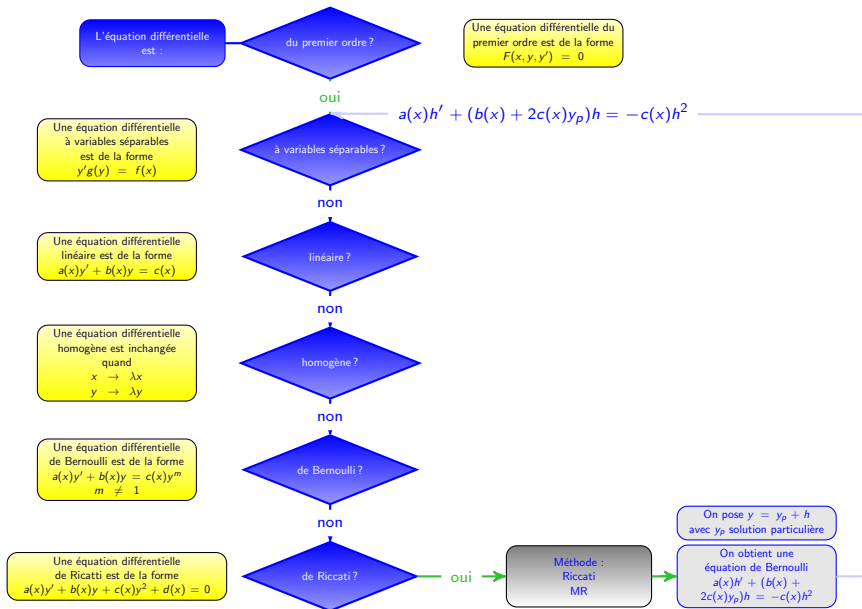 L'équation différentielle
est :
du premier ordre ?
Une équation différentielle du
premier ordre est de la forme
F(x, y, y′) = 0
oui
a(x)h′ + (b(x) + 2c(x)y_p)h = −c(x)h²
Une équation différentielle
à variables séparables
est de la forme
y′g(y) = f(x)
à variables séparables ?
non
Une équation différentielle
linéaire est de la forme
a(x)y′ + b(x)y = c(x)
linéaire ?
non
Une équation différentielle
homogène est inchangée
quand
x → λx
y → λy
homogène ?
non
Une équation différentielle
de Bernoulli est de la forme
a(x)y′ + b(x)y = c(x)y^m
m ≠ 1
de Bernoulli ?
non
Une équation différentielle
de Ricatti est de la forme
a(x)y′ + b(x)y + c(x)y² + d(x) = 0
de Riccati ?
oui
Méthode :
Riccati
MR
On pose y = y_p + h
avec y_p solution particulière
On obtient une
équation de Bernoulli
a(x)h′ + (b(x) +
2c(x)y_p)h = −c(x)h²